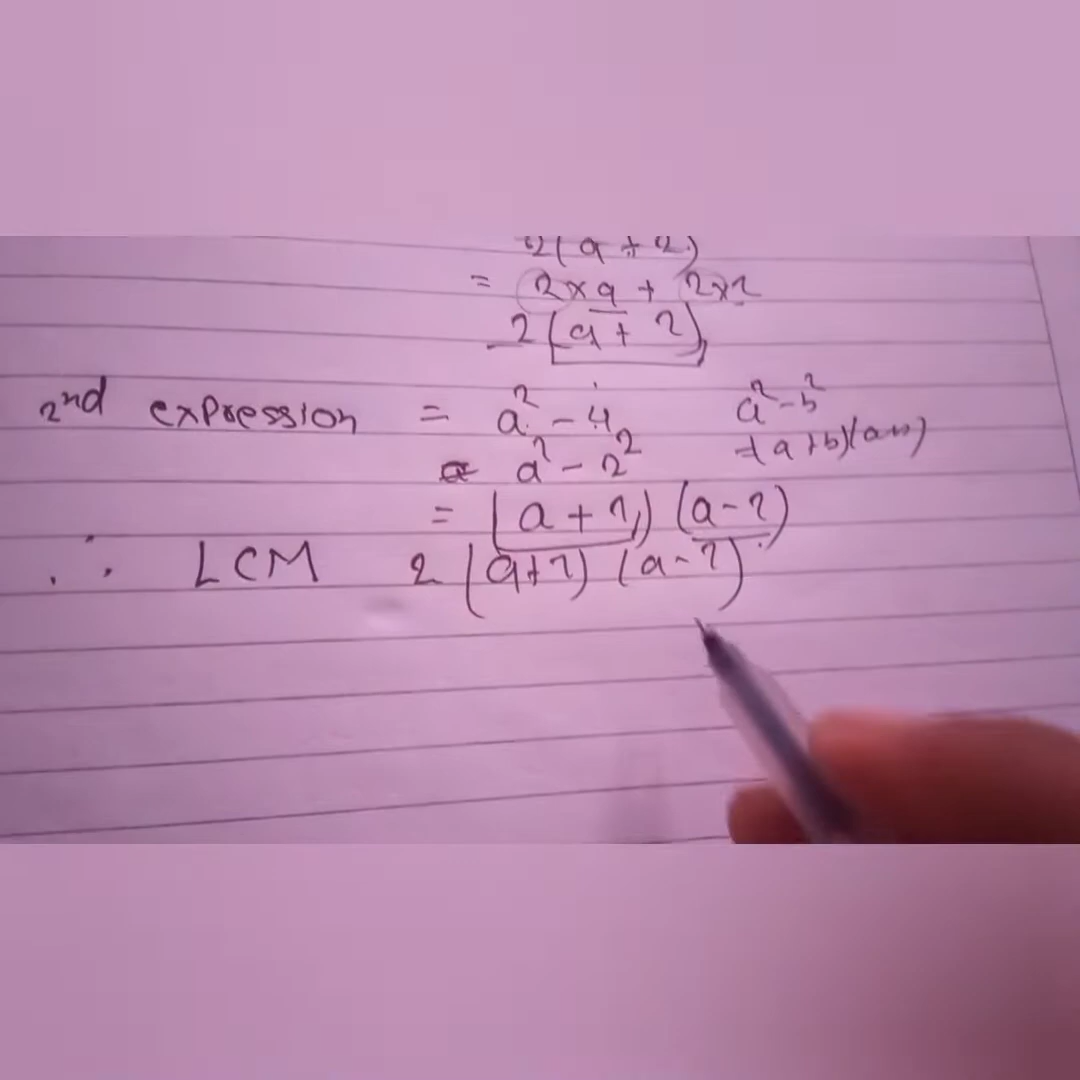 2(a + 2)
= 2×a + 2×2
2(a + 2)
2nd expression = a² - 4 a² - b²
a² - 2² =(a+b)(a-b)
= (a + 2) (a - 2)
∴ LCM 2(a+2) (a-2)